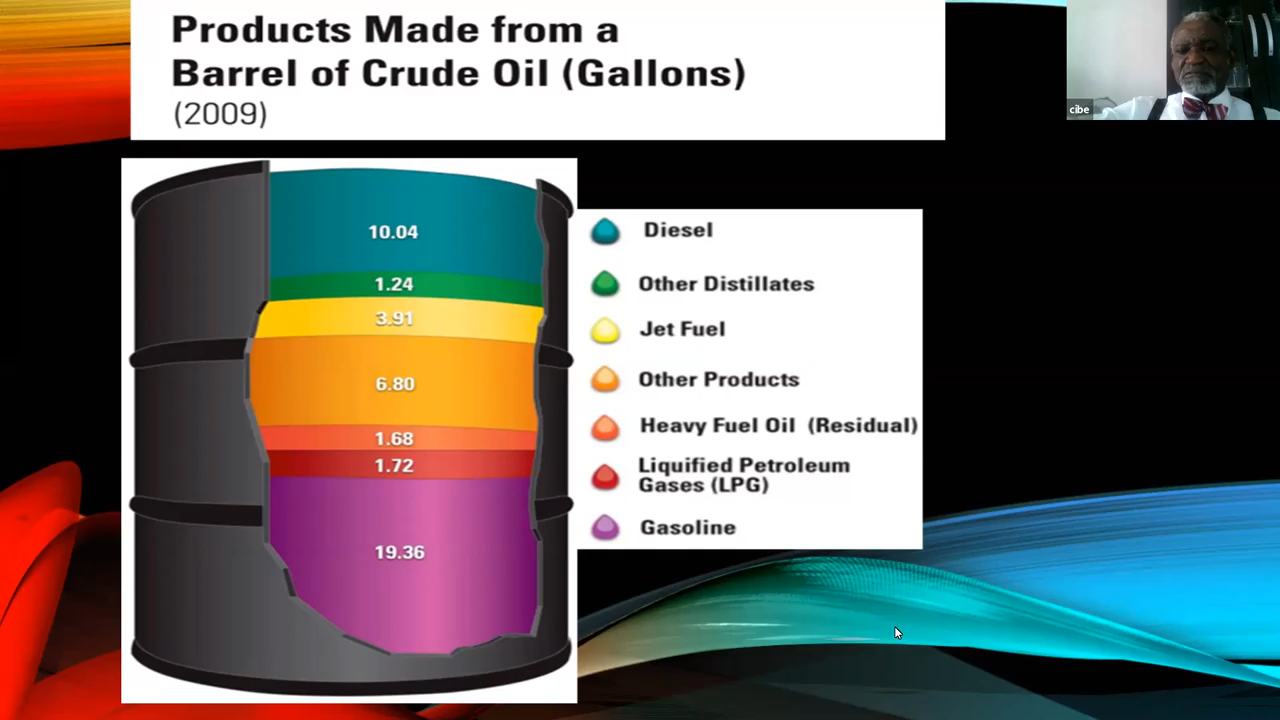 Products Made from a
Barrel of Crude Oil (Gallons)
(2009)
cibe
10.04
1.24
3.91
6.80
1.68
1.72
19.36
Diesel
Other Distillates
Jet Fuel
Other Products
Heavy Fuel Oil (Residual)
Liquified Petroleum
Gases (LPG)
Gasoline